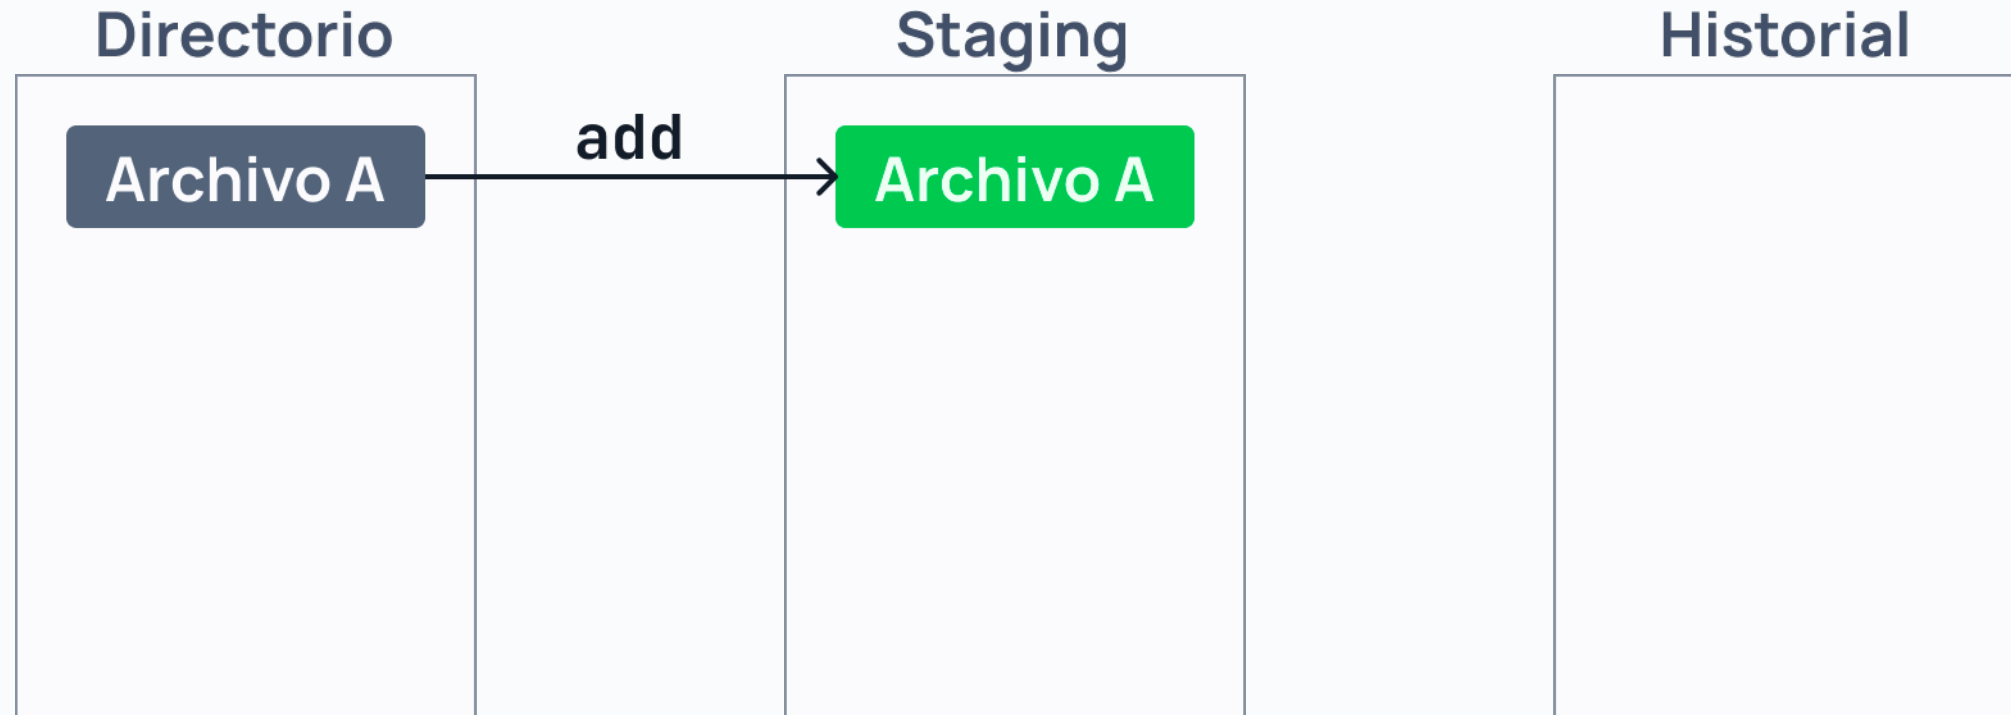 Directorio
Staging
Historial
Archivo A
add
Archivo A